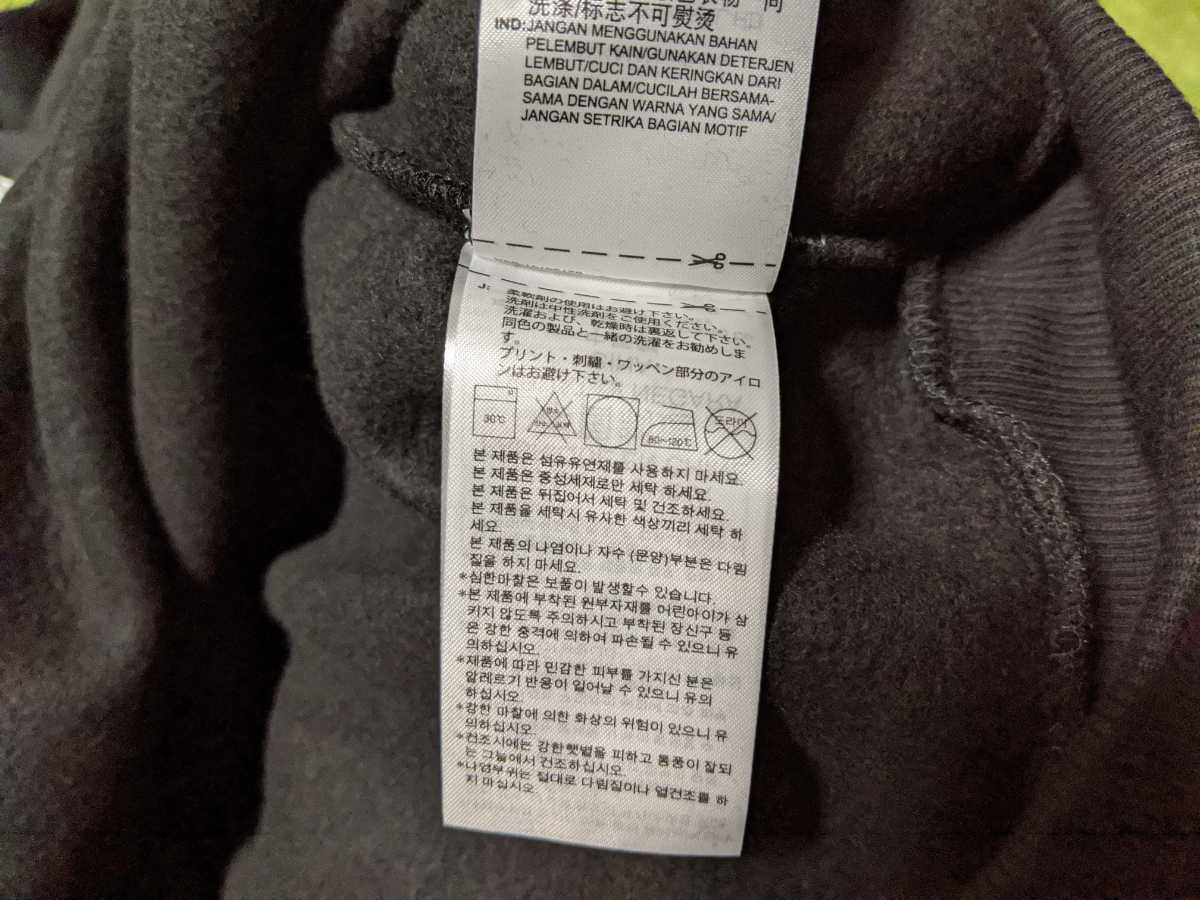 洗涤/标志不可熨烫
IND:JANGAN MENGGUNAKAN BAHAN
PELEMBUT KAIN/GUNAKAN DETERJEN
LEMBUT/CUCI DAN KERINGKAN DARI
BAGIAN DALAM/CUCILAH BERSAMA-
SAMA DENGAN WARNA YANG SAMA/
JANGAN SETRIKA BAGIAN MOTIF
J: 柔軟剤の使用はお避け下さい。
洗剤は中性洗剤をご使用ください。
洗濯および、乾燥時は裏返して下さい。
同色の製品と一緒の洗濯をお勧めしま
す。
プリント・刺繍・ワッペン部分のアイロ
ンはお避け下さい。
30℃
80~120℃
드라이
본 제품은 섬유유연제를 사용하지 마세요.
본 제품은 중성세제로만 세탁 하세요.
본 제품은 뒤집어서 세탁 및 건조하세요.
본 제품을 세탁시 유사한 색상끼리 세탁 하
세요.
본 제품의 나염이나 자수 (문양)부분은 다림
질을 하지 마세요.
*심한마찰은 보풀이 발생할수 있습니다.
*본 제품에 부착된 원부자재를 어린아이가 삼
키지 않도록 주의하시고 부착된 장신구 등
은 강한 충격에 의하여 파손될 수 있으니 유
의하십시오.
*제품에 따라 민감한 피부를 가지신 분은
알레르기 반응이 일어날 수 있으니 유의
하십시오.
*강한 마찰에 의한 화상의 위험이 있으니 유
의하십시오.
*건조시에는 강한햇볕을 피하고 통풍이 잘되
는 그늘에서 건조하십시오.
*나염부위는 절대로 다림질이나 열건조를 하
지 마십시오.